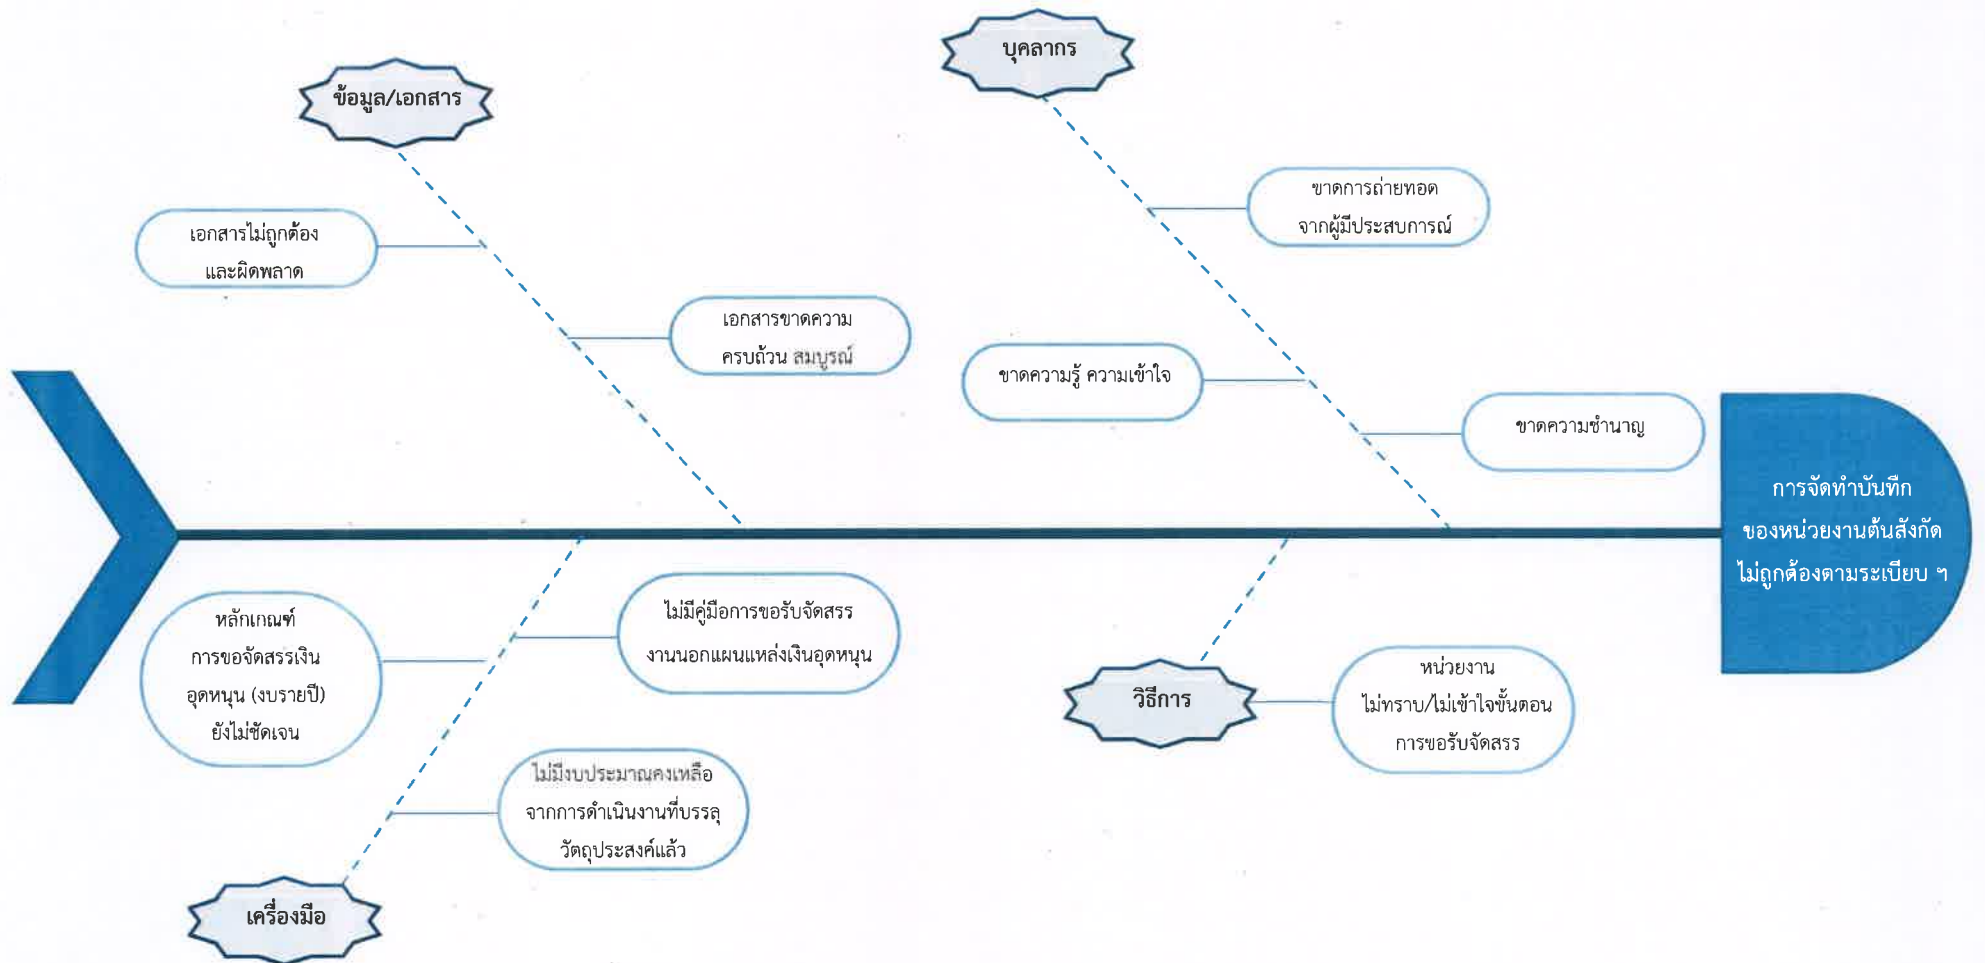 บุคลากร
ข้อมูล/เอกสาร
ขาดการถ่ายทอด
จากผู้มีประสบการณ์
เอกสารไม่ถูกต้อง
และผิดพลาด
เอกสารขาดความ
ครบถ้วน สมบูรณ์
ขาดความรู้ ความเข้าใจ
ขาดความชำนาญ
การจัดทำบันทึก
ของหน่วยงานต้นสังกัด
ไม่ถูกต้องตามระเบียบ ฯ
หลักเกณฑ์
การขอจัดสรรเงิน
อุดหนุน (งบรายปี)
ยังไม่ชัดเจน
ไม่มีคู่มือการขอรับจัดสรร
งานนอกแผนแหล่งเงินอุดหนุน
วิธีการ
หน่วยงาน
ไม่ทราบ/ไม่เข้าใจขั้นตอน
การขอรับจัดสรร
ไม่มีงบประมาณคงเหลือ
จากการดำเนินงานที่บรรลุ
วัตถุประสงค์แล้ว
เครื่องมือ